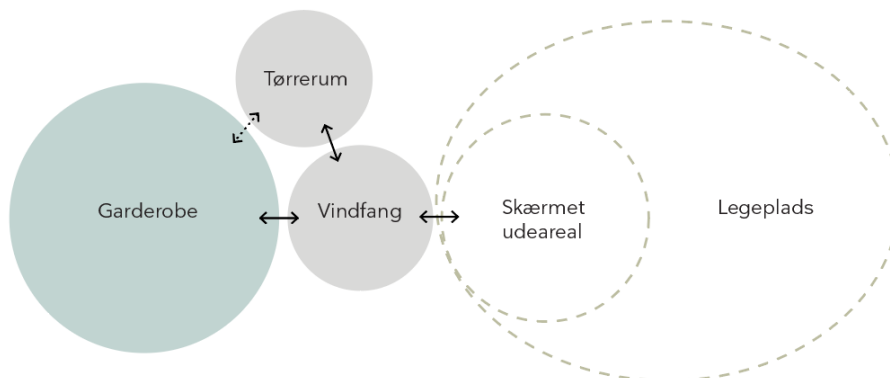 Tørrerum
Garderobe
Vindfang
Skærmet
udeareal
Legeplads